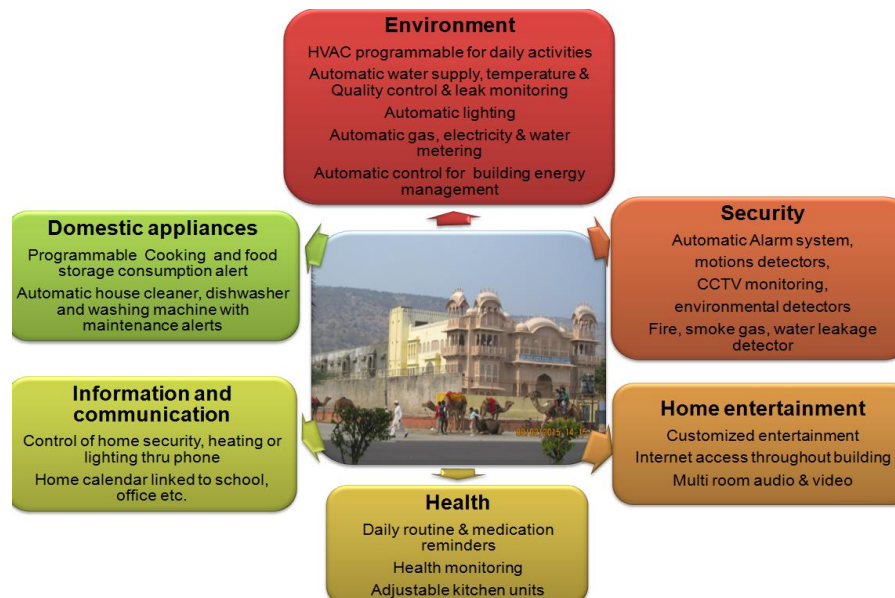 Environment
HVAC programmable for daily activities
Automatic water supply, temperature &
Quality control & leak monitoring
Automatic lighting
Automatic gas, electricity & water
metering
Automatic control for building energy
management
Domestic appliances
Programmable Cooking and food
storage consumption alert
Automatic house cleaner, dishwasher
and washing machine with
maintenance alerts
Security
Automatic Alarm system,
motions detectors,
CCTV monitoring,
environmental detectors
Fire, smoke gas, water leakage
detector
Information and
communication
Control of home security, heating or
lighting thru phone
Home calendar linked to school,
office etc.
Home entertainment
Customized entertainment
Internet access throughout building
Multi room audio & video
Health
Daily routine & medication
reminders
Health monitoring
Adjustable kitchen units